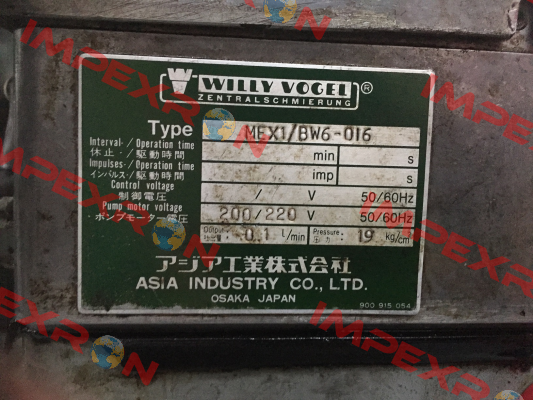 WILLY VOGEL ®
ZENTRALSCHMIERUNG
Type MEX1/BW6-016
Interval-/Operation time
休止/駆動時間 min s
Impulses-/Operation time
インパルス/駆動時間 imp s
Control voltage
制御電圧 / V 50/60Hz
Pump motor voltage
ポンプモーター電圧 200/220 V 50/60Hz
Output 0.1 l/min Pressure 19 kg/cm
アジア工業株式会社
ASIA INDUSTRY CO., LTD.
OSAKA JAPAN
900 915 054
IMPEXRON
IMPEXRON
IMPEXRON
IMPEXRON